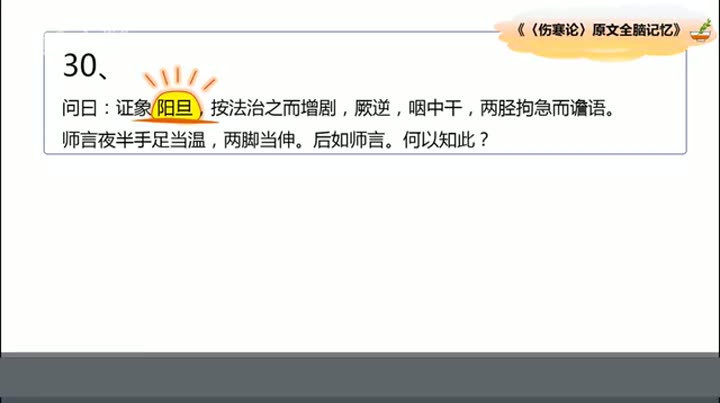 《〈伤寒论〉原文全脑记忆》
30、
问曰：证象阳旦，按法治之而增剧，厥逆，咽中干，两胫拘急而谵语。
师言夜半手足当温，两脚当伸。后如师言。何以知此？